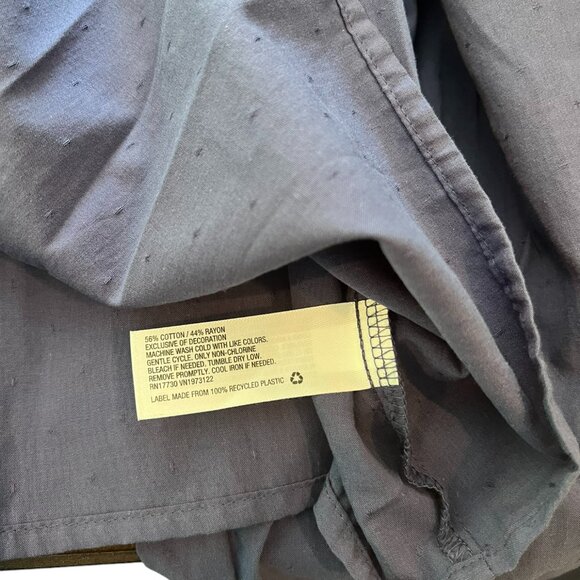 56% COTTON / 44% RAYON
EXCLUSIVE OF DECORATION
MACHINE WASH COLD WITH LIKE COLORS.
GENTLE CYCLE. ONLY NON-CHLORINE
BLEACH IF NEEDED. TUMBLE DRY LOW.
REMOVE PROMPTLY. COOL IRON IF NEEDED.
RN17730 VN1973122
LABEL MADE FROM 100% RECYCLED PLASTIC